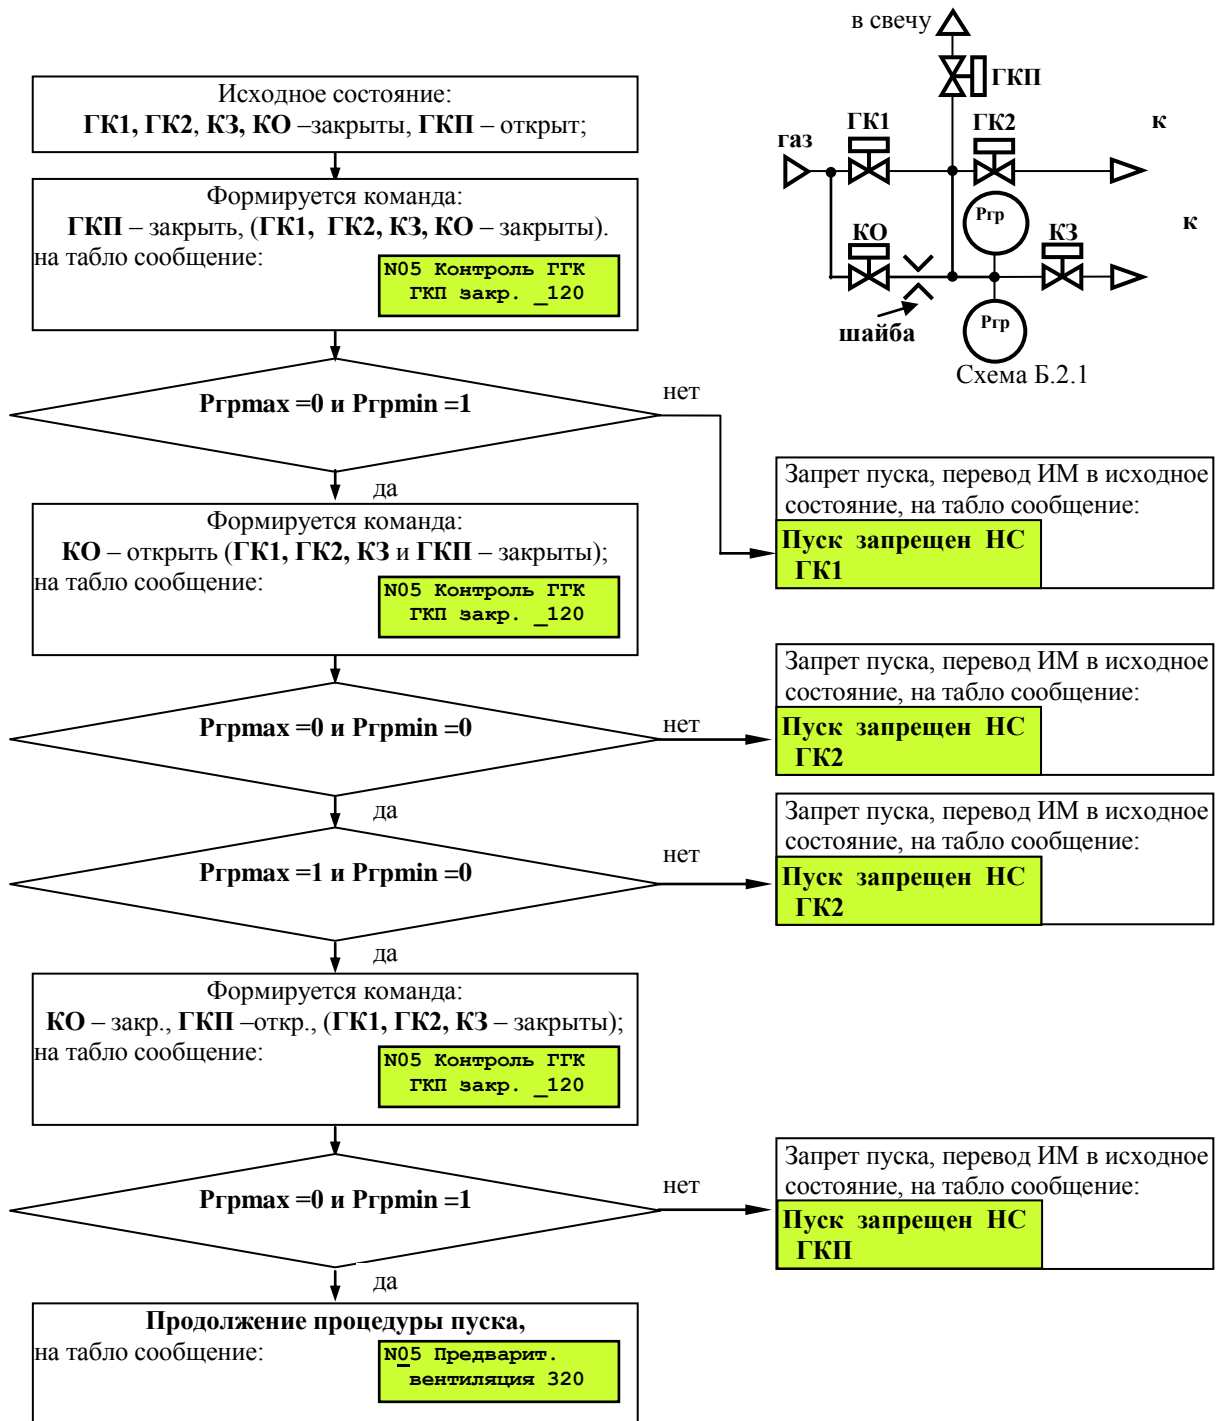 в свечу
ГКП
ГК1
ГК2
к
газ
Ргр
к
КО
КЗ
Ргр
шайба
Схема Б.2.1
Исходное состояние:
ГК1, ГК2, КЗ, КО –закрыты, ГКП – открыт;
Формируется команда:
ГКП – закрыть, (ГК1, ГК2, КЗ, КО – закрыты).
на табло сообщение:
N05 Контроль ГГК
ГКП закр. _120
Ргрmax =0 и Ргрmin =1
нет
да
Запрет пуска, перевод ИМ в исходное
состояние, на табло сообщение:
Пуск запрещен НС
ГК1
Формируется команда:
КО – открыть (ГК1, ГК2, КЗ и ГКП – закрыты);
на табло сообщение:
N05 Контроль ГГК
ГКП закр. _120
Ргрmax =0 и Ргрmin =0
нет
да
Запрет пуска, перевод ИМ в исходное
состояние, на табло сообщение:
Пуск запрещен НС
ГК2
Ргрmax =1 и Ргрmin =0
нет
да
Запрет пуска, перевод ИМ в исходное
состояние, на табло сообщение:
Пуск запрещен НС
ГК2
Формируется команда:
КО – закр., ГКП –откр., (ГК1, ГК2, КЗ – закрыты);
на табло сообщение:
N05 Контроль ГГК
ГКП закр. _120
Ргрmax =0 и Ргрmin =1
нет
да
Запрет пуска, перевод ИМ в исходное
состояние, на табло сообщение:
Пуск запрещен НС
ГКП
Продолжение процедуры пуска,
на табло сообщение:
N05 Предварит.
вентиляция 320